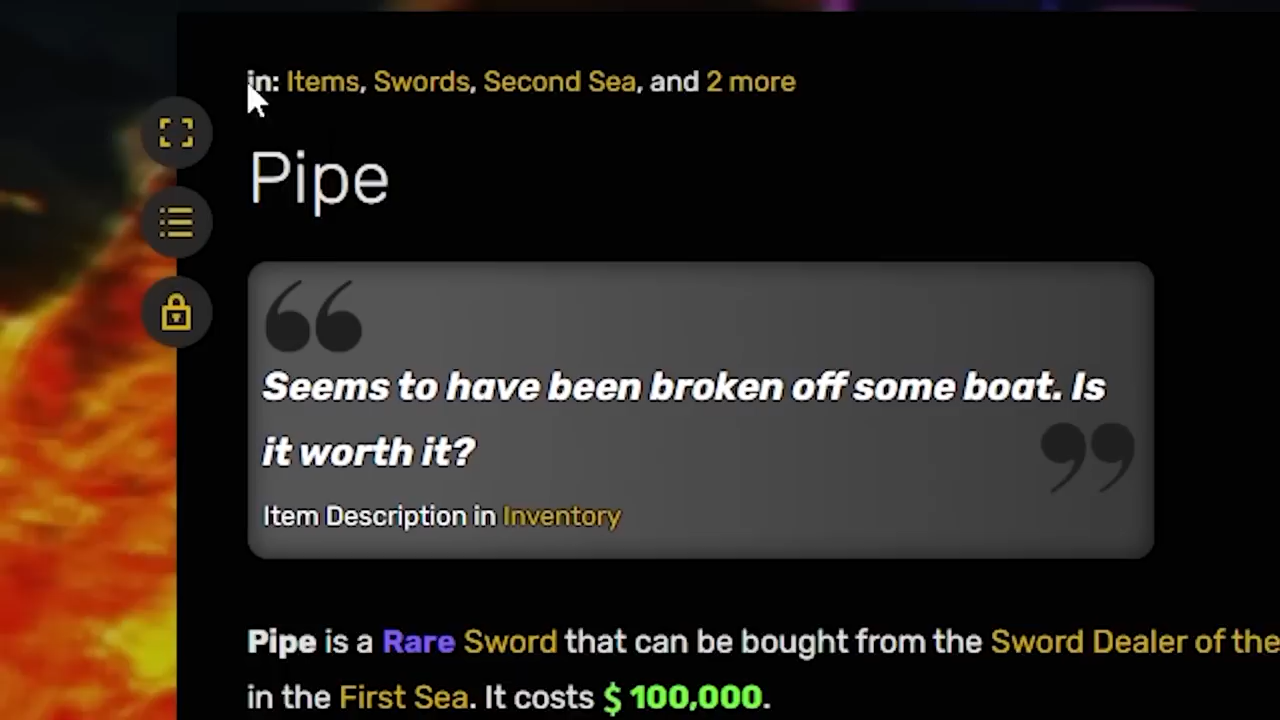 in: Items, Swords, Second Sea, and 2 more
Pipe
“
Seems to have been broken off some boat. Is
it worth it?
”
Item Description in Inventory
Pipe is a Rare Sword that can be bought from the Sword Dealer of the
in the First Sea. It costs $ 100,000.